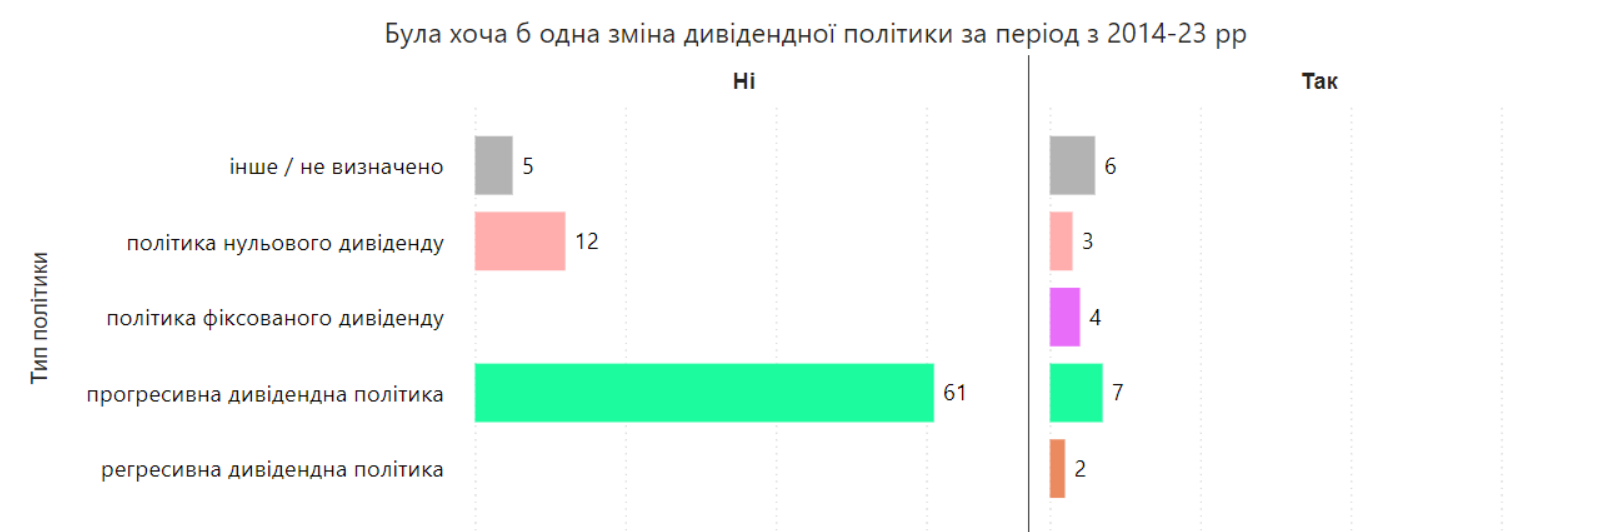 Була хоча б одна зміна дивідендної політики за період з 2014-23 рр
Ні
Так
Тип політики
інше / не визначено
5
6
політика нульового дивіденду
12
3
політика фіксованого дивіденду
4
прогресивна дивідендна політика
61
7
регресивна дивідендна політика
2